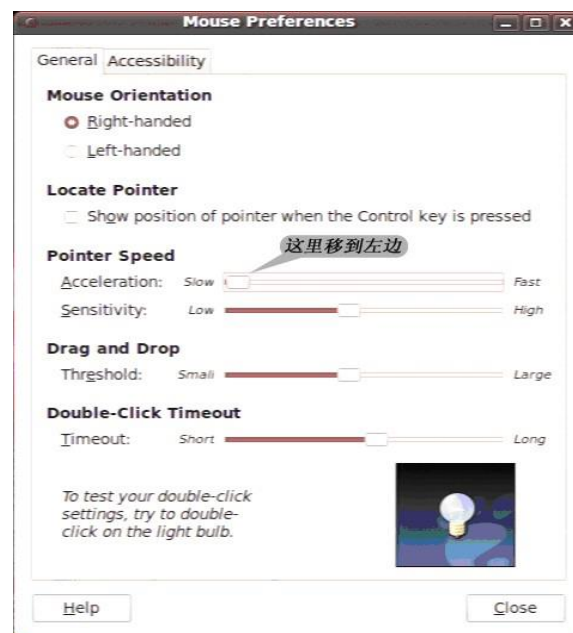 Mouse Preferences
General Accessibility
Mouse Orientation
Right-handed
Left-handed
Locate Pointer
Show position of pointer when the Control key is pressed
这里移到左边
Pointer Speed
Acceleration: Slow Fast
Sensitivity: Low High
Drag and Drop
Threshold: Small Large
Double-Click Timeout
Timeout: Short Long
To test your double-click
settings, try to double-
click on the light bulb.
Help Close